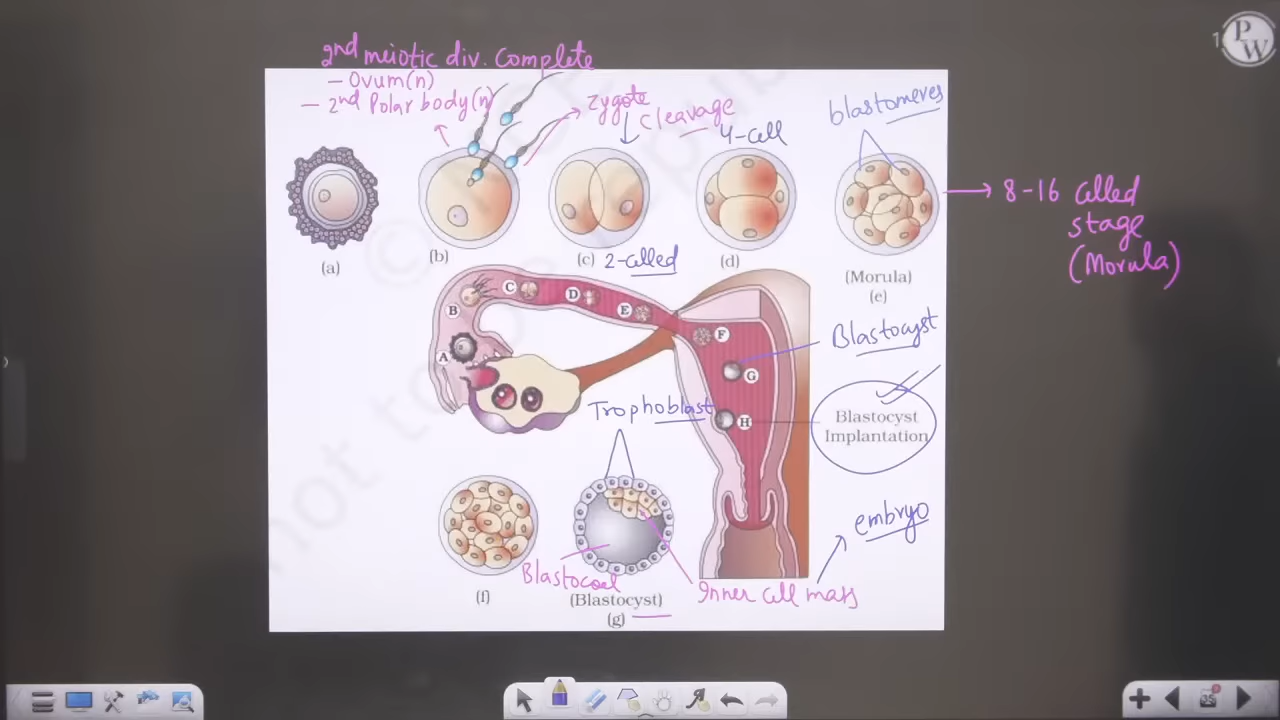 2nd meiotic div. Complete
- Ovum(n)
- 2nd Polar body(n)
zygote
Cleavage
4-cell
blastomeres
P
W
(a)
(b)
(c) 2-celled
(d)
(Morula)
(e)
8-16 celled
stage
(Morula)
A
B
C
D
E
F
G
H
Blastocyst
Blastocyst
Implantation
Trophoblast
embryo
Blastocoel
Inner cell mass
(f)
(Blastocyst)
(g)